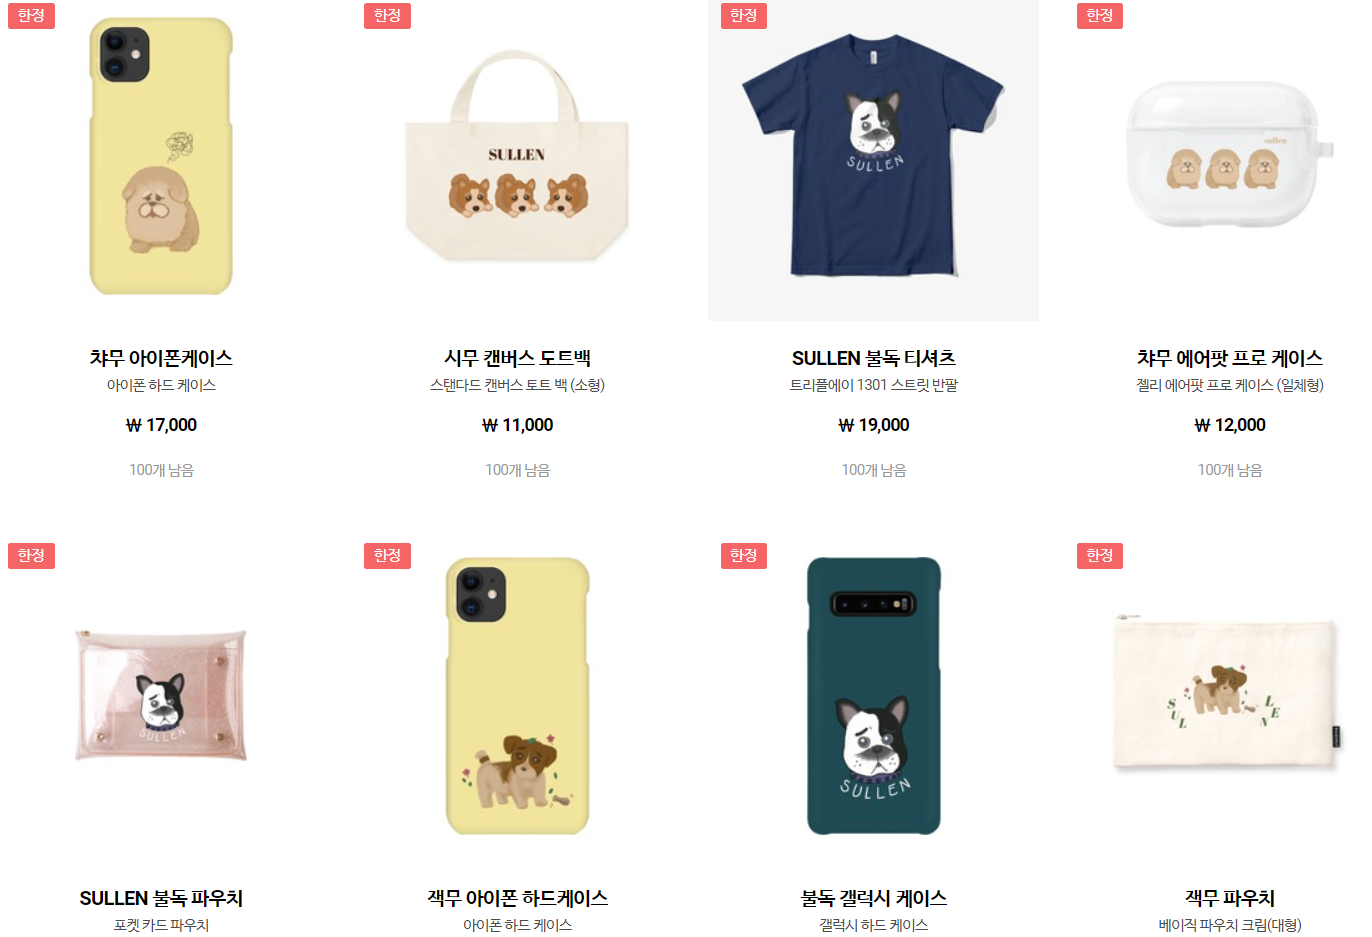 한정
한정
한정
한정
SULLEN
SULLEN
sullen
챠무 아이폰케이스
시무 캔버스 도트백
SULLEN 불독 티셔츠
챠무 에어팟 프로 케이스
아이폰 하드 케이스
스탠다드 캔버스 토트 백 (소형)
트리플에이 1301 스트릿 반팔
젤리 에어팟 프로 케이스 (일체형)
₩ 17,000
₩ 11,000
₩ 19,000
₩ 12,000
100개 남음
100개 남음
100개 남음
100개 남음
한정
한정
한정
한정
SULLEN
SULLEN
SUL LEN
SULLEN 불독 파우치
잭무 아이폰 하드케이스
불독 갤럭시 케이스
잭무 파우치
포켓 카드 파우치
아이폰 하드 케이스
갤럭시 하드 케이스
베이직 파우치 크림(대형)